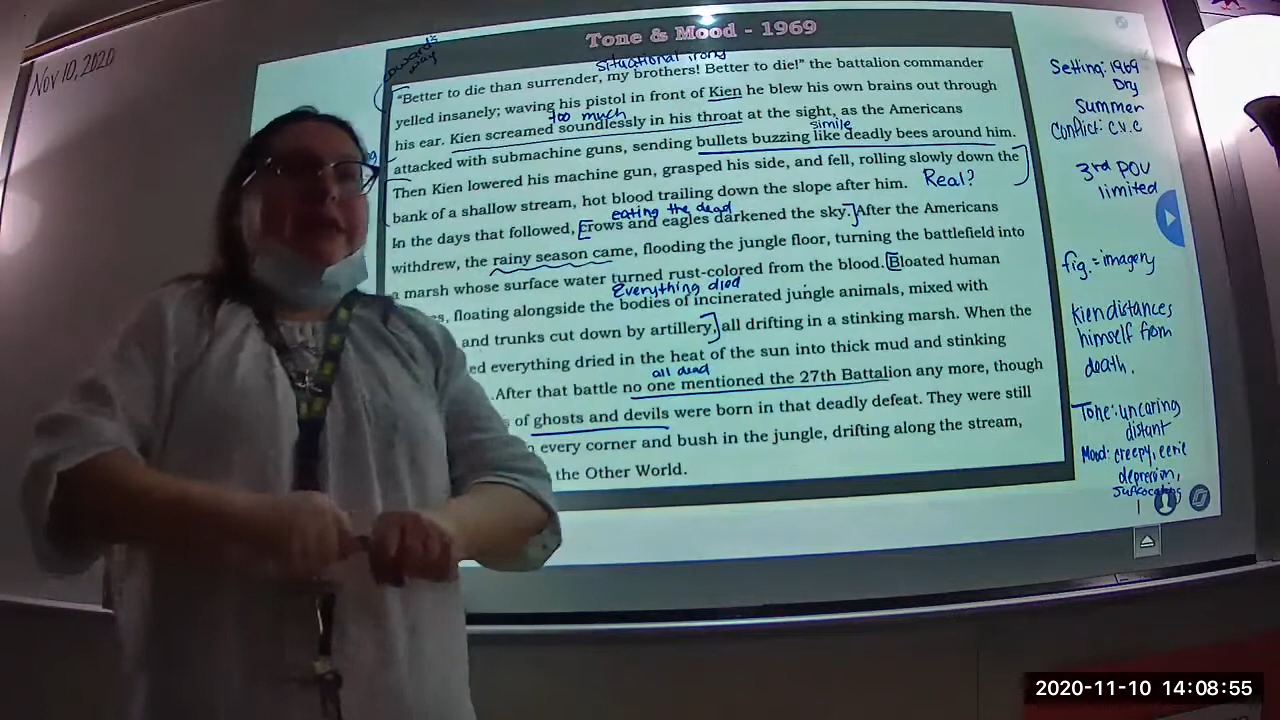 Nov 10, 2020
Tone & Mood - 1969
coward's
way
situational irony
"Better to die than surrender, my brothers! Better to die!" the battalion commander
yelled insanely; waving his pistol in front of Kien he blew his own brains out through
too much
his ear. Kien screamed soundlessly in his throat at the sight, as the Americans
simile
attacked with submachine guns, sending bullets buzzing like deadly bees around him.
Then Kien lowered his machine gun, grasped his side, and fell, rolling slowly down the
bank of a shallow stream, hot blood trailing down the slope after him. Real?
eating the dead
In the days that followed, crows and eagles darkened the sky. After the Americans
withdrew, the rainy season came, flooding the jungle floor, turning the battlefield into
a marsh whose surface water turned rust-colored from the blood. Bloated human
Everything died
floating alongside the bodies of incinerated jungle animals, mixed with
and trunks cut down by artillery, all drifting in a stinking marsh. When the
everything dried in the heat of the sun into thick mud and stinking
all dead
After that battle no one mentioned the 27th Battalion any more, though
of ghosts and devils were born in that deadly defeat. They were still
every corner and bush in the jungle, drifting along the stream,
the Other World.
Setting: 1969
Dry
Summer
Conflict: C.V.C
3rd POV
limited
fig. = imagery
Kien distances
himself from
death.
Tone: uncaring
distant
Mood: creepy, eerie
depression,
suffocating
1
2020-11-10 14:08:55